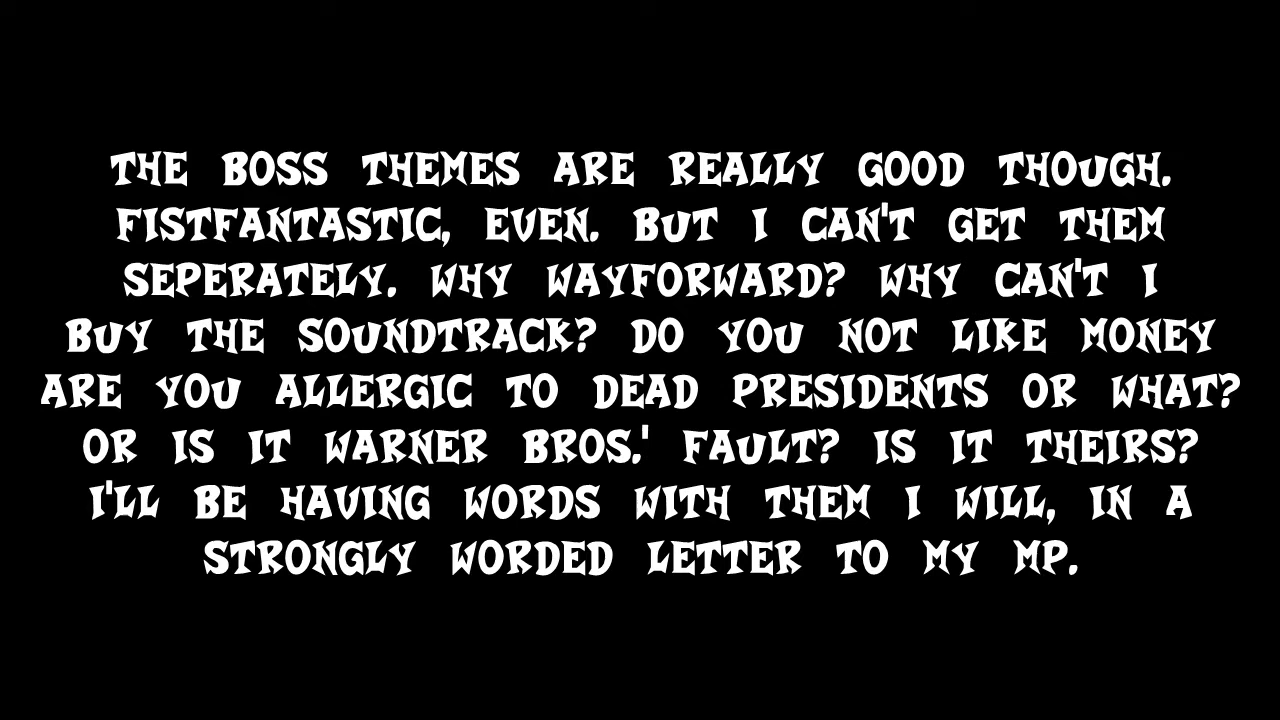 THE BOSS THEMES ARE REALLY GOOD THOUGH.
FISTFANTASTIC, EVEN. BUT I CAN'T GET THEM
SEPERATELY. WHY WAYFORWARD? WHY CAN'T I
BUY THE SOUNDTRACK? DO YOU NOT LIKE MONEY
ARE YOU ALLERGIC TO DEAD PRESIDENTS OR WHAT?
OR IS IT WARNER BROS.' FAULT? IS IT THEIRS?
I'LL BE HAVING WORDS WITH THEM I WILL, IN A
STRONGLY WORDED LETTER TO MY MP.